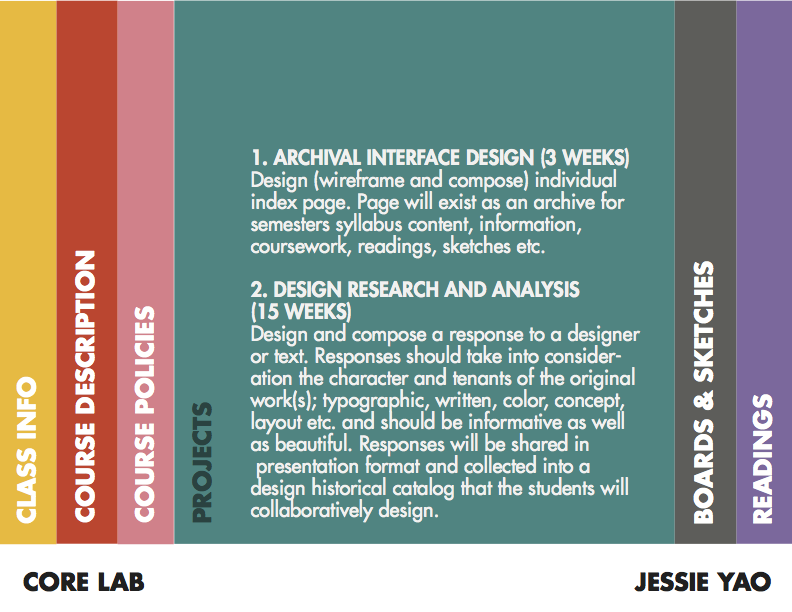 CLASS INFO
COURSE DESCRIPTION
COURSE POLICIES
PROJECTS
1. ARCHIVAL INTERFACE DESIGN (3 WEEKS)
Design (wireframe and compose) individual
index page. Page will exist as an archive for
semesters syllabus content, information,
coursework, readings, sketches etc.
2. DESIGN RESEARCH AND ANALYSIS
(15 WEEKS)
Design and compose a response to a designer
or text. Responses should take into consider-
ation the character and tenants of the original
work(s); typographic, written, color, concept,
layout etc. and should be informative as well
as beautiful. Responses will be shared in
presentation format and collected into a
design historical catalog that the students will
collaboratively design.
BOARDS & SKETCHES
READINGS
CORE LAB
JESSIE YAO